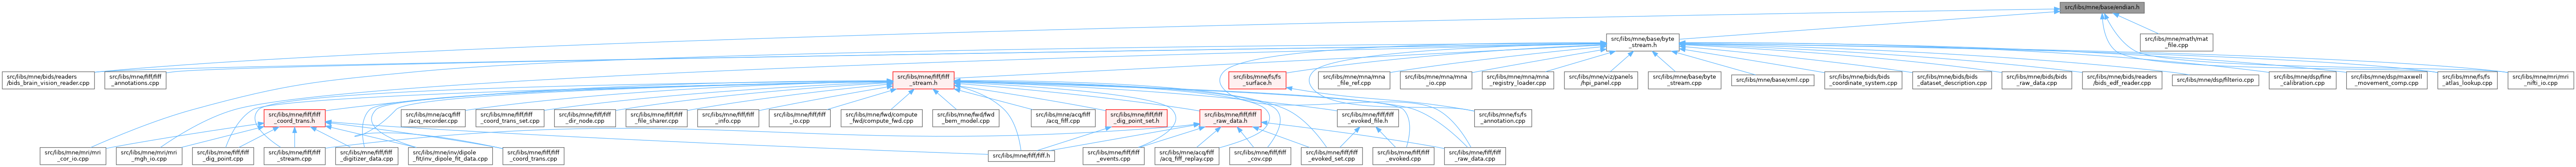 src/libs/mne/base/endian.h
src/libs/mne/base/byte
_stream.h
src/libs/mne/math/mat
_file.cpp
src/libs/mne/bids/readers
/bids_brain_vision_reader.cpp
src/libs/mne/fiff/fiff
_annotations.cpp
src/libs/mne/fiff/fiff
_stream.h
src/libs/mne/fs/fs
_surface.h
src/libs/mne/mna/mna
_file_ref.cpp
src/libs/mne/mna/mna
_io.cpp
src/libs/mne/mna/mna
_registry_loader.cpp
src/libs/mne/viz/panels
/hpi_panel.cpp
src/libs/mne/base/byte
_stream.cpp
src/libs/mne/base/xml.cpp
src/libs/mne/bids/bids
_coordinate_system.cpp
src/libs/mne/bids/bids
_dataset_description.cpp
src/libs/mne/bids/bids
_raw_data.cpp
src/libs/mne/bids/readers
/bids_edf_reader.cpp
src/libs/mne/dsp/filterio.cpp
src/libs/mne/dsp/fine
_calibration.cpp
src/libs/mne/dsp/maxwell
_movement_comp.cpp
src/libs/mne/fs/fs
_atlas_lookup.cpp
src/libs/mne/mri/mri
_nifti_io.cpp
src/libs/mne/fiff/fiff
_coord_trans.h
src/libs/mne/acq/fiff
/acq_recorder.cpp
src/libs/mne/fiff/fiff
_coord_trans_set.cpp
src/libs/mne/fiff/fiff
_dir_node.cpp
src/libs/mne/fiff/fiff
_file_sharer.cpp
src/libs/mne/fiff/fiff
_info.cpp
src/libs/mne/fiff/fiff
_io.cpp
src/libs/mne/fwd/compute
_fwd/compute_fwd.cpp
src/libs/mne/fwd/fwd
_bem_model.cpp
src/libs/mne/acq/fiff
/acq_fiff.cpp
src/libs/mne/fiff/fiff
_dig_point_set.h
src/libs/mne/fiff/fiff
_raw_data.h
src/libs/mne/fiff/fiff
_evoked_file.h
src/libs/mne/fs/fs
_annotation.cpp
src/libs/mne/mri/mri
_cor_io.cpp
src/libs/mne/mri/mri
_mgh_io.cpp
src/libs/mne/fiff/fiff
_dig_point.cpp
src/libs/mne/fiff/fiff
_stream.cpp
src/libs/mne/fiff/fiff
_digitizer_data.cpp
src/libs/mne/inv/dipole
_fit/inv_dipole_fit_data.cpp
src/libs/mne/fiff/fiff
_coord_trans.cpp
src/libs/mne/fiff/fiff.h
src/libs/mne/fiff/fiff
_events.cpp
src/libs/mne/acq/fiff
/acq_fiff_replay.cpp
src/libs/mne/fiff/fiff
_cov.cpp
src/libs/mne/fiff/fiff
_evoked_set.cpp
src/libs/mne/fiff/fiff
_evoked.cpp
src/libs/mne/fiff/fiff
_raw_data.cpp